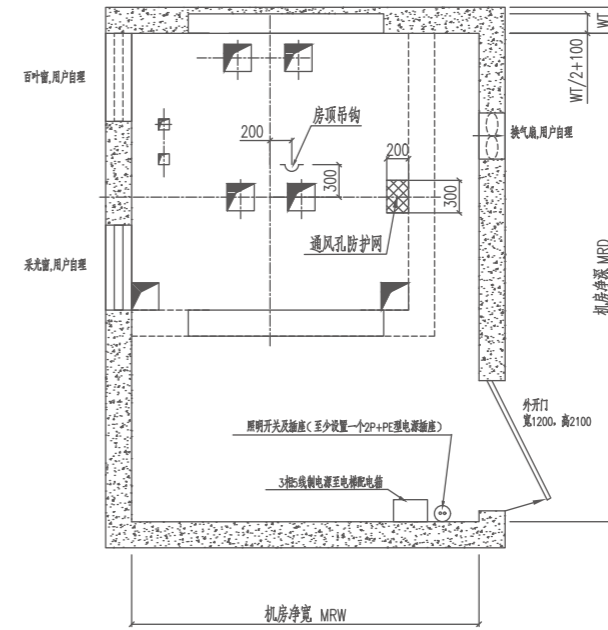 WT
百叶窗,用户自理
WT/2+100
200
房顶吊钩
换气扇,用户自理
300
200
300
通风孔防护网
采光窗,用户自理
机房净深 MRD
外开门
宽1200，高2100
照明开关及插座(至少设置一个2P+PE型电源插座)
3相5线制电源至电梯配电箱
机房净宽 MRW